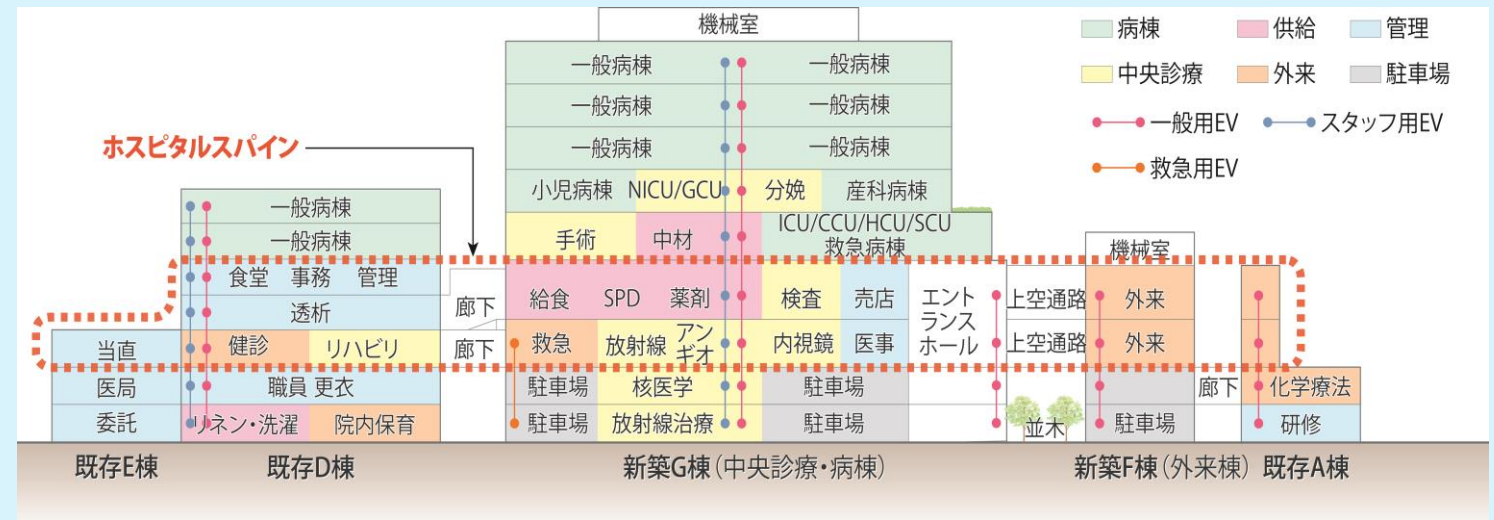 機械室
病棟 供給 管理
中央診療 外来 駐車場
一般用EV スタッフ用EV
救急用EV
ホスピタルスパイン
一般病棟 一般病棟
一般病棟 一般病棟
一般病棟 一般病棟
小児病棟 NICU/GCU 分娩 産科病棟
手術 中材 ICU/CCU/HCU/SCU
救急病棟
一般病棟
一般病棟
食堂 事務 管理
透析
健診 リハビリ
職員 更衣
リネン・洗濯 院内保育
当直
医局
委託
廊下
廊下
給食 SPD 薬剤 検査 売店
救急 放射線 アン
ギオ 内視鏡 医事
駐車場 核医学 駐車場
駐車場 放射線治療 駐車場
エント
ランス
ホール
上空通路
上空通路
並木
機械室
外来
外来
駐車場
廊下
化学療法
研修
既存E棟 既存D棟 新築G棟(中央診療・病棟) 新築F棟(外来棟) 既存A棟